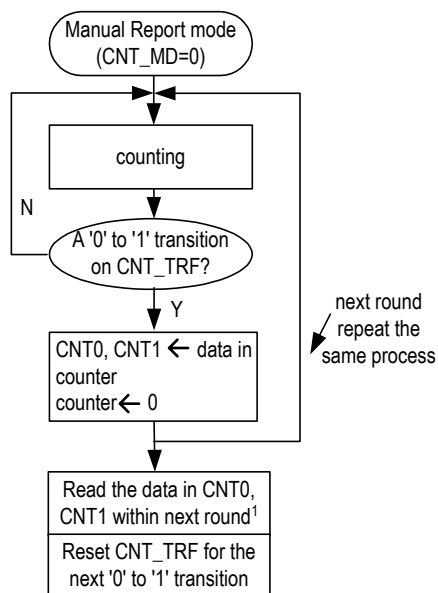 Manual Report mode
(CNT_MD=0)
counting
N
A '0' to '1' transition
on CNT_TRF?
Y
next round
repeat the
same process
CNT0, CNT1 ← data in
counter
counter← 0
Read the data in CNT0,
CNT1 within next round¹
Reset CNT_TRF for the
next '0' to '1' transition